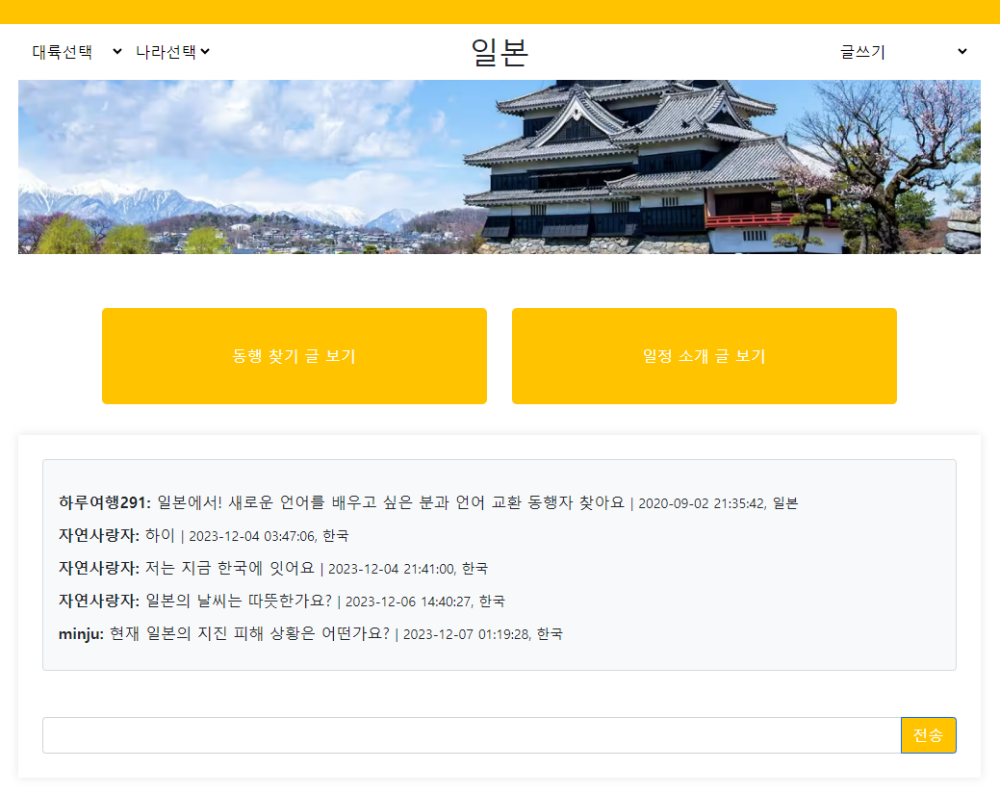 대륙선택 나라선택 일본 글쓰기
동행 찾기 글 보기 일정 소개 글 보기
하루여행291: 일본에서! 새로운 언어를 배우고 싶은 분과 언어 교환 동행자 찾아요 | 2020-09-02 21:35:42, 일본
자연사랑자: 하이 | 2023-12-04 03:47:06, 한국
자연사랑자: 저는 지금 한국에 잇어요 | 2023-12-04 21:41:00, 한국
자연사랑자: 일본의 날씨는 따뜻한가요? | 2023-12-06 14:40:27, 한국
minju: 현재 일본의 지진 피해 상황은 어떤가요? | 2023-12-07 01:19:28, 한국
전송